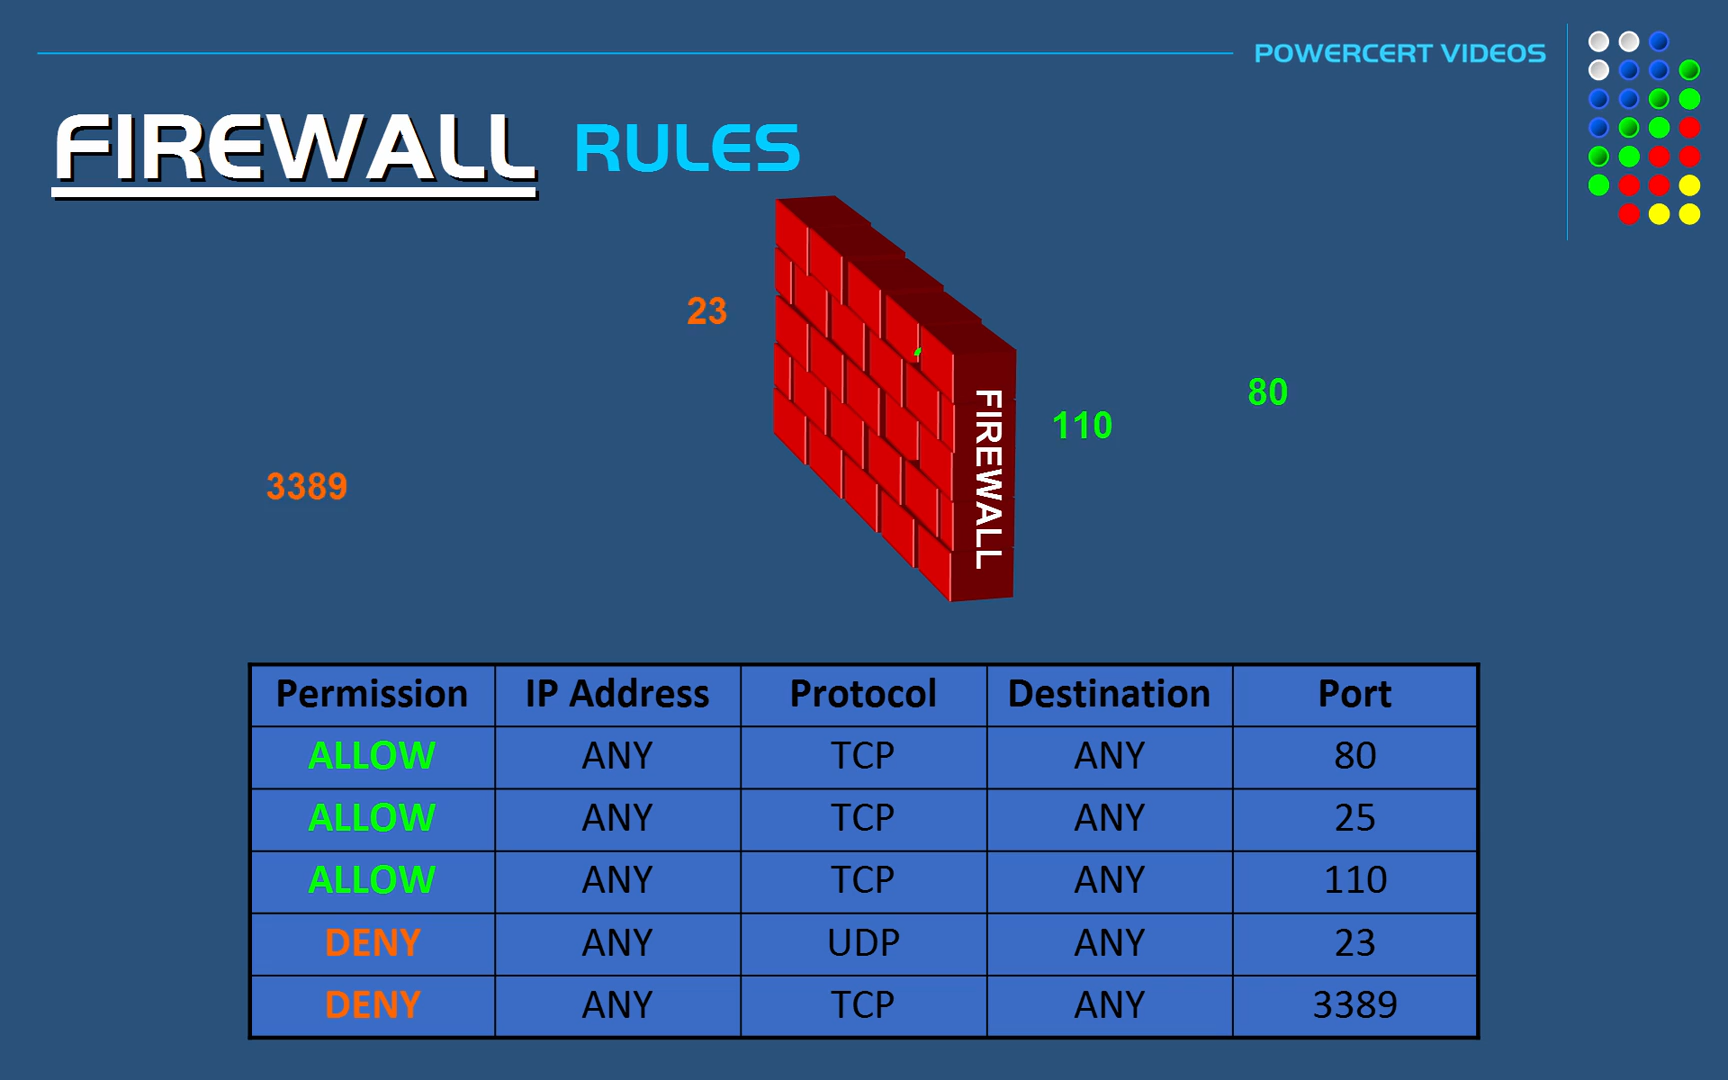 POWERCERT VIDEOS
FIREWALL RULES
23
80
110
3389
FIREWALL
Permission IP Address Protocol Destination Port
ALLOW ANY TCP ANY 80
ALLOW ANY TCP ANY 25
ALLOW ANY TCP ANY 110
DENY ANY UDP ANY 23
DENY ANY TCP ANY 3389